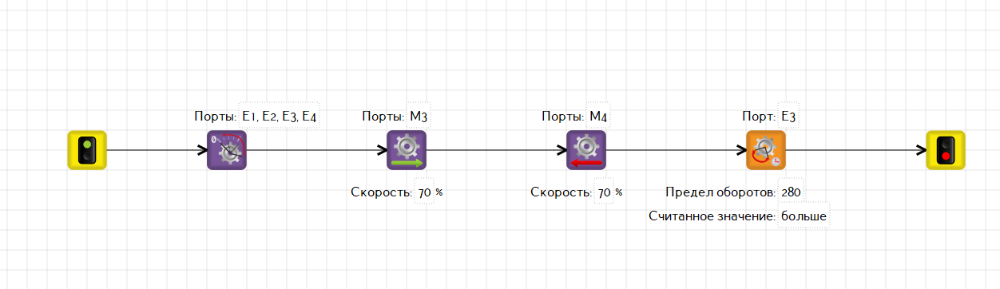 Порты: E1, E2, E3, E4
Порты: M3
Порты: M4
Порт: E3
0
Скорость: 70 %
Скорость: 70 %
Предел оборотов: 280
Считанное значение: больше